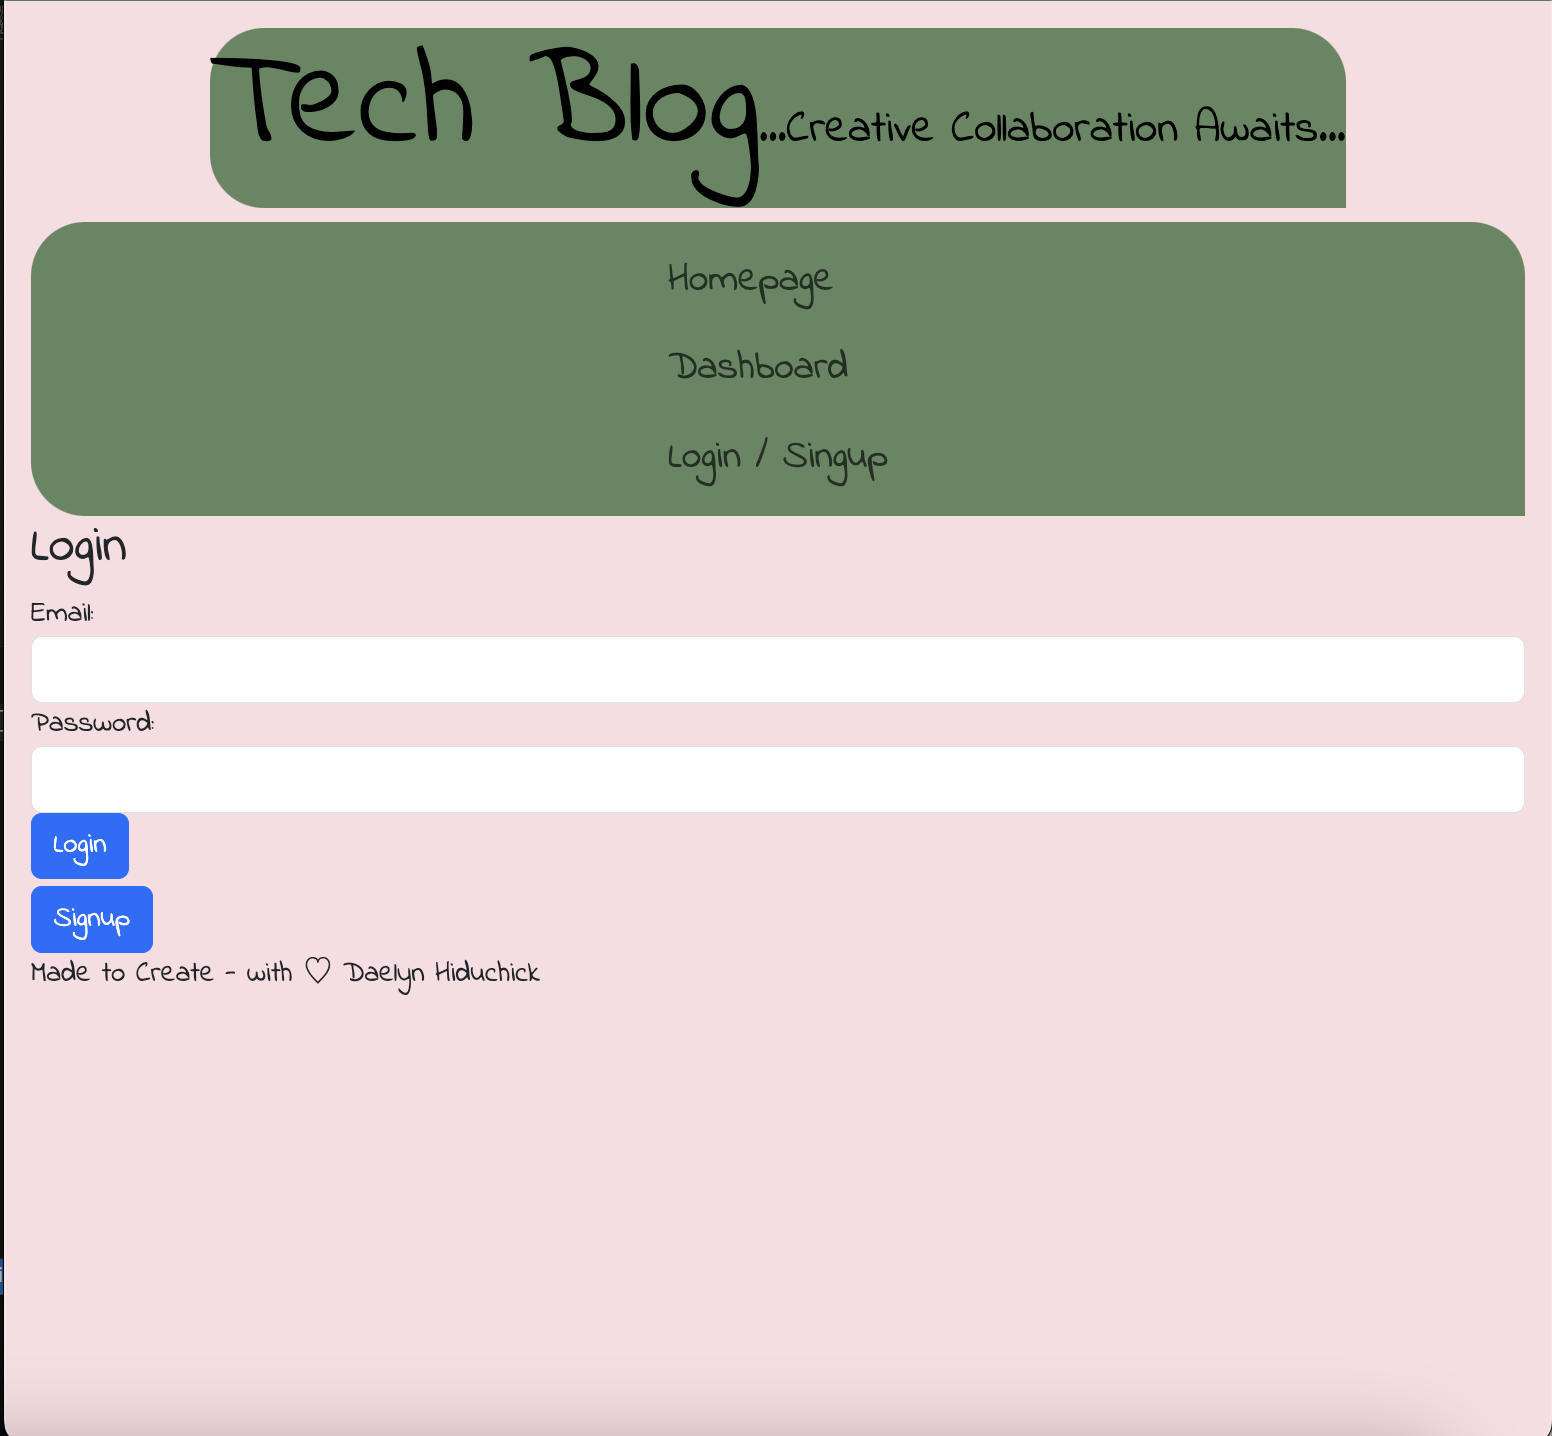 Tech Blog...Creative Collaboration Awaits...
Homepage
Dashboard
Login / Singup
Login
Email:
Password:
Login
Signup
Made to Create - with ♡ Daelyn Hiduchick